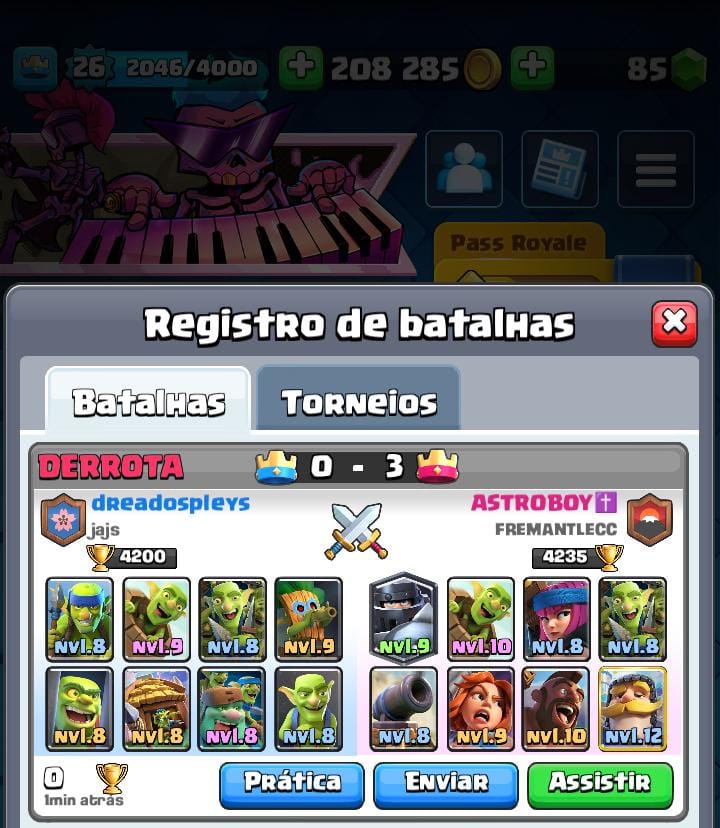 26 2046/4000 208 285 85
Pass Royale
Registro de batalhas
Batalhas Torneios
DERROTA 0 - 3
dreadospleys ASTROBOY✝️
jajs FREMANTLECC
4200 4235
Nvl.8 Nvl.9 Nvl.8 Nvl.9 Nvl.9 Nvl.10 Nvl.8 Nvl.8
Nvl.8 Nvl.8 Nvl.8 Nvl.8 Nvl.8 Nvl.9 Nvl.10 Nvl.12
0 Prática Enviar Assistir
1min atrás